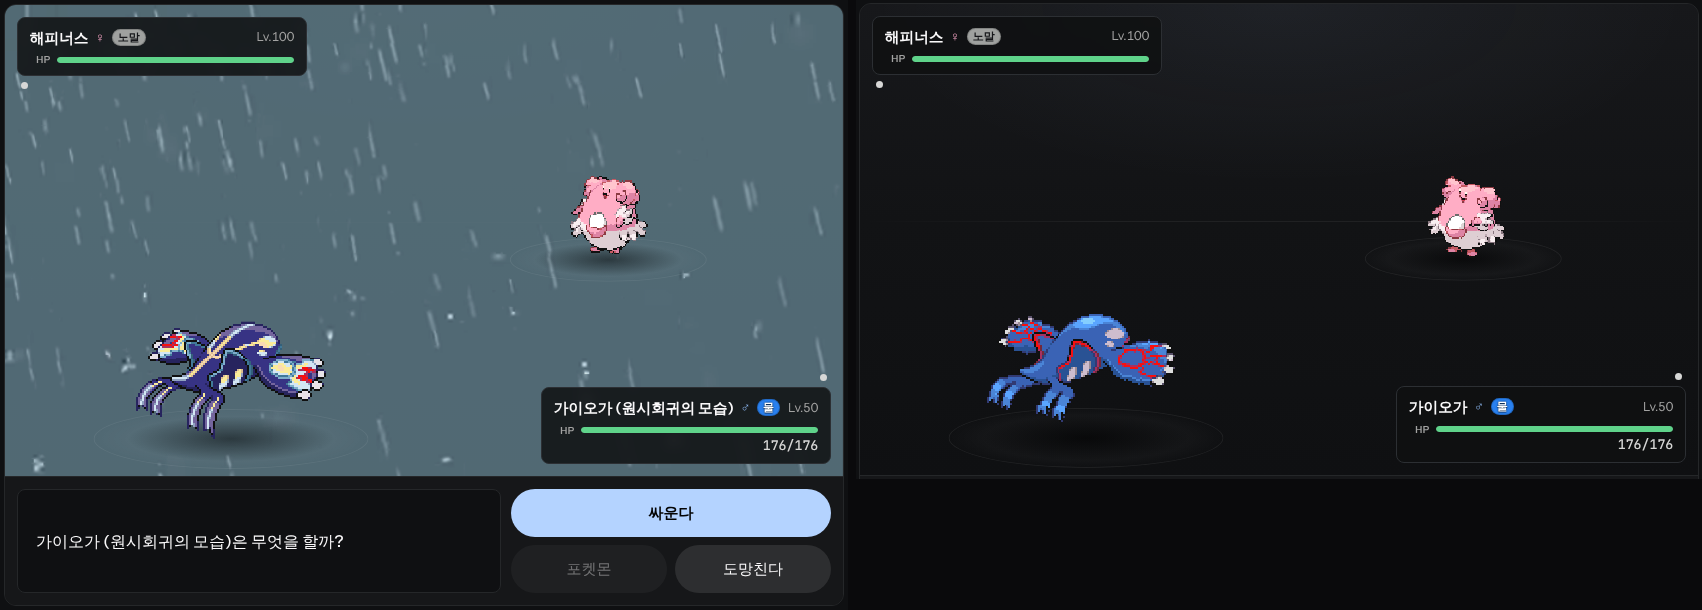 해피너스 ♀ 노말 Lv.100
HP
가이오가 (원시회귀의 모습) ♂ 물 Lv.50
HP
176/176
가이오가 (원시회귀의 모습)은 무엇을 할까?
싸운다
포켓몬 도망친다
해피너스 ♀ 노말 Lv.100
HP
가이오가 ♂ 물 Lv.50
HP
176/176